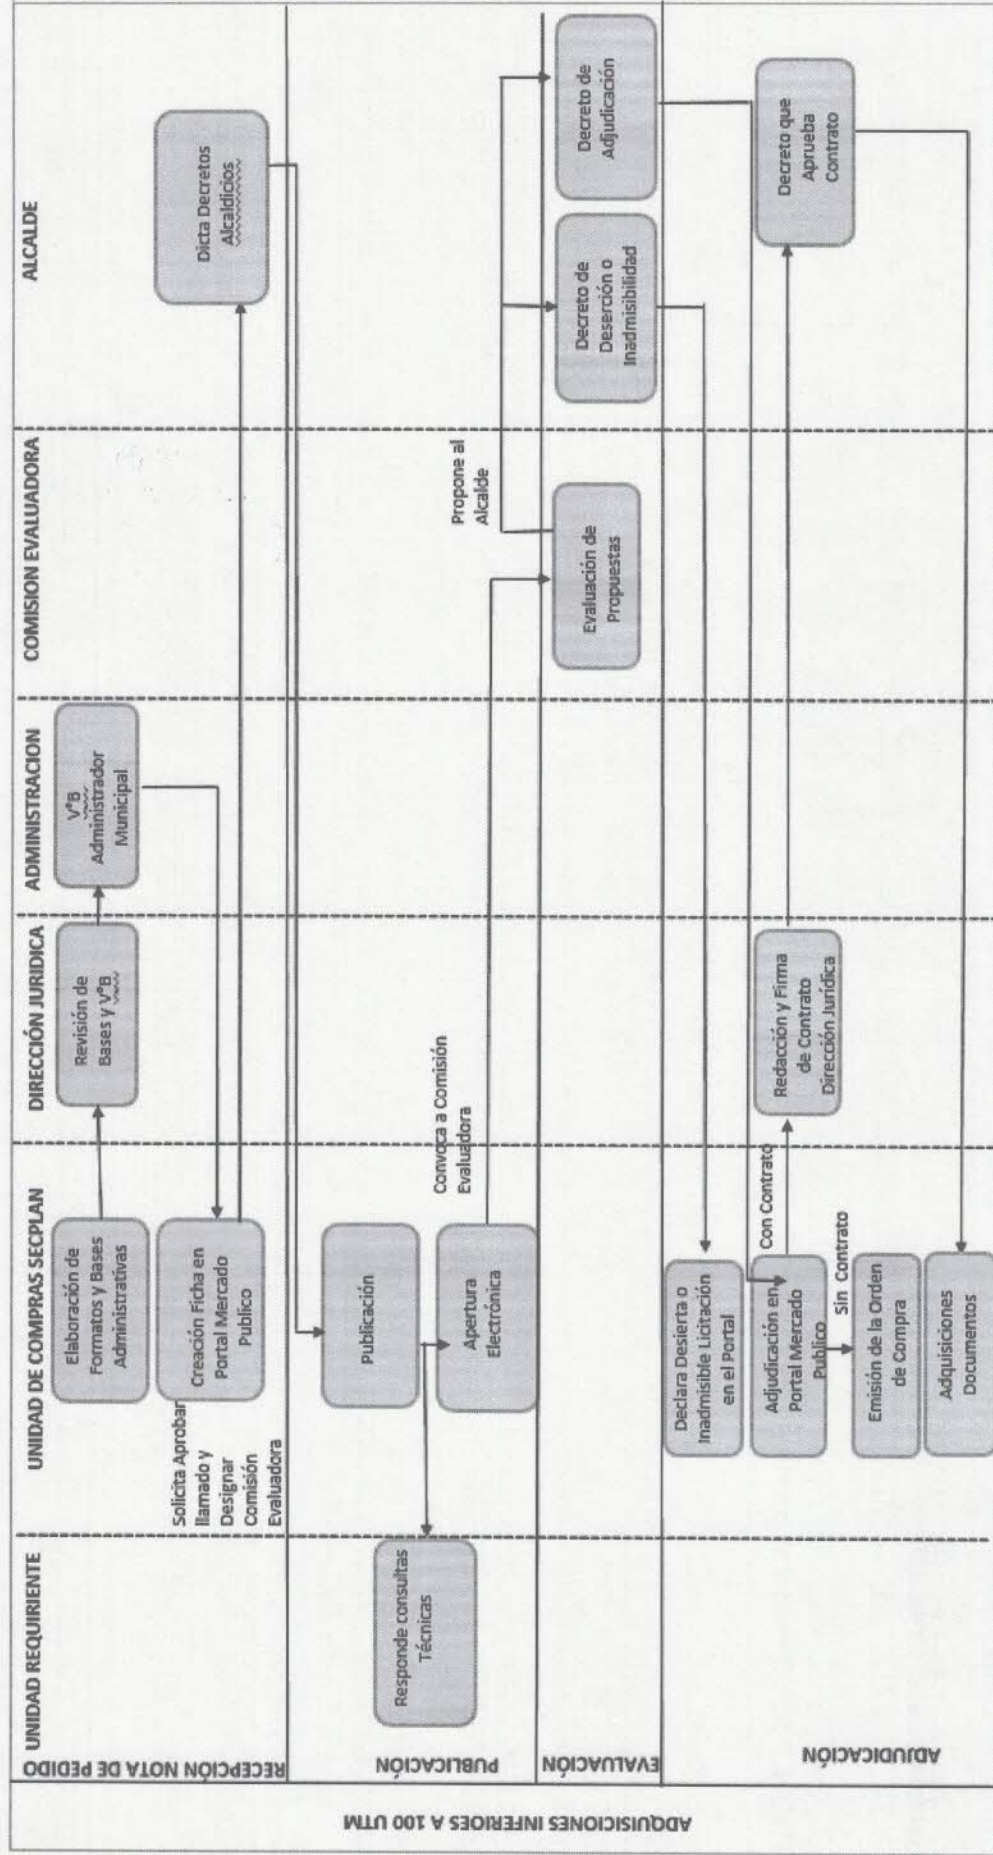 ADQUISICIONES INFERIOES A 100 UTM
UNIDAD REQUIRIENTE
UNIDAD DE COMPRAS SECPLAN
DIRECCIÓN JURIDICA
ADMINISTRACION
COMISION EVALUADORA
ALCALDE
RECEPCIÓN NOTA DE PEDIDO
Elaboración de
Formatos y Bases
Administrativas
Revisión de
Bases y V°B
V°B
Administrador
Municipal
Creación Ficha en
Portal Mercado
Publico
Solicita Aprobar
llamado y
Designar
Comisión
Evaluadora
Dicta Decretos
Alcaldicios
PUBLICACIÓN
Publicación
Responde consultas
Técnicas
Apertura
Electrónica
Convoca a Comisión
Evaluadora
Propone al
Alcalde
EVALUACIÓN
Evaluación de
Propuestas
Decreto de
Deserción o
Inadmisibilidad
Decreto de
Adjudicación
ADJUDICACIÓN
Declara Desierta o
Inadmisible Licitación
en el Portal
Adjudicación en
Portal Mercado
Publico
Con Contrato
Redacción y Firma
de Contrato
Dirección Jurídica
Decreto que
Aprueba
Contrato
Sin Contrato
Emisión de la Orden
de Compra
Adquisiciones
Documentos